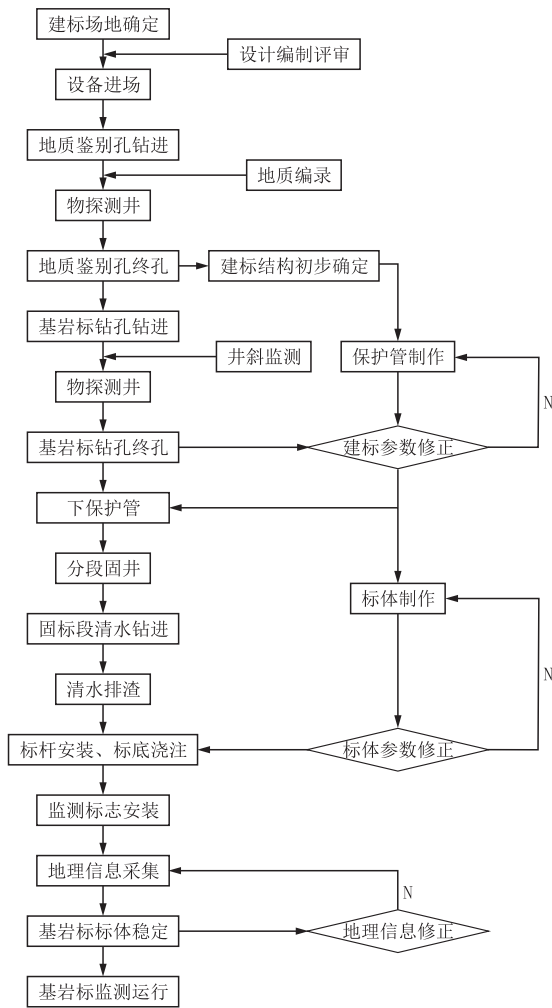 建标场地确定
设计编制评审
设备进场
地质鉴别孔钻进
地质编录
物探测井
地质鉴别孔终孔
建标结构初步确定
基岩标钻孔钻进
井斜监测
保护管制作
物探测井
N
基岩标钻孔终孔
建标参数修正
下保护管
分段固井
标体制作
固标段清水钻进
N
清水排渣
标杆安装、标底浇注
标体参数修正
监测标志安装
地理信息采集
N
基岩标标体稳定
地理信息修正
基岩标监测运行